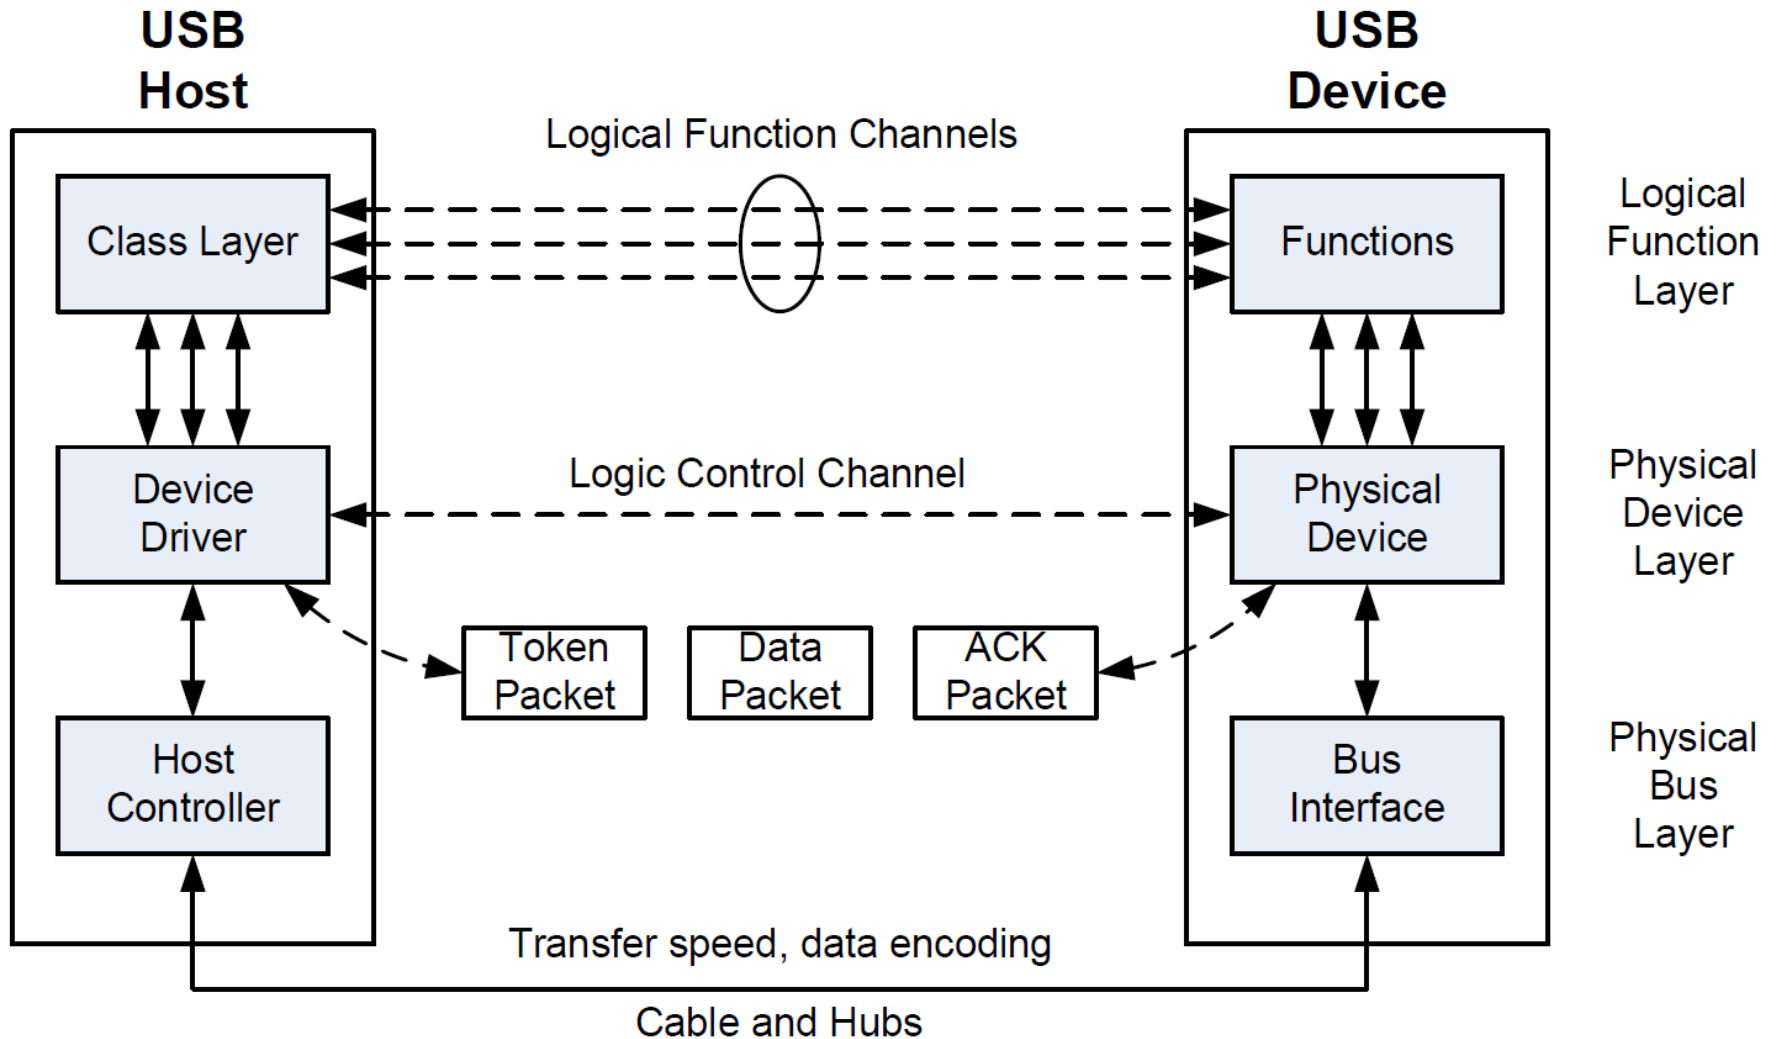 USB
Host
USB
Device
Logical Function Channels
Class Layer
Functions
Logical
Function
Layer
Logic Control Channel
Device
Driver
Physical
Device
Physical
Device
Layer
Token
Packet
Data
Packet
ACK
Packet
Host
Controller
Bus
Interface
Physical
Bus
Layer
Transfer speed, data encoding
Cable and Hubs